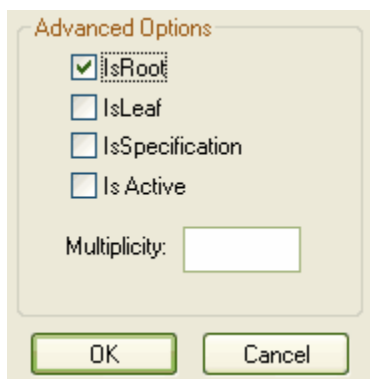 Advanced Options
IsRoot
IsLeaf
IsSpecification
Is Active
Multiplicity:
OK Cancel